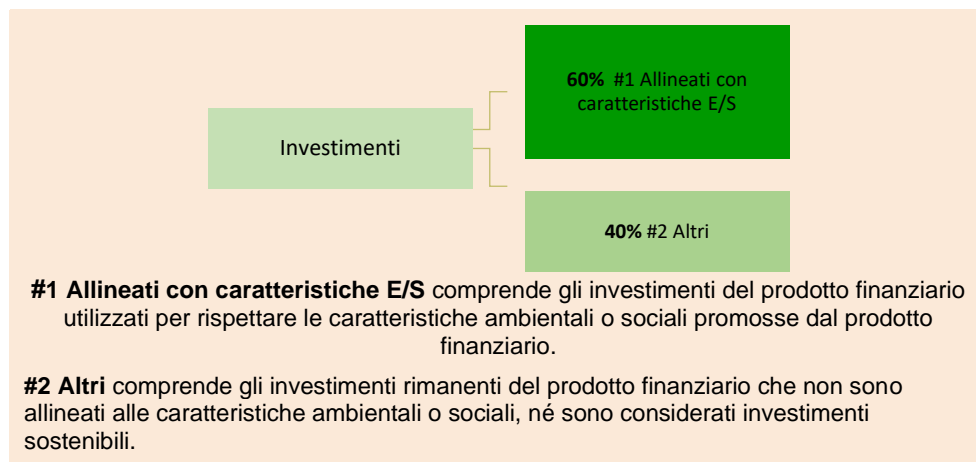 60% #1 Allineati con
caratteristiche E/S
Investimenti
40% #2 Altri
#1 Allineati con caratteristiche E/S comprende gli investimenti del prodotto finanziario
utilizzati per rispettare le caratteristiche ambientali o sociali promosse dal prodotto
finanziario.
#2 Altri comprende gli investimenti rimanenti del prodotto finanziario che non sono
allineati alle caratteristiche ambientali o sociali, né sono considerati investimenti
sostenibili.